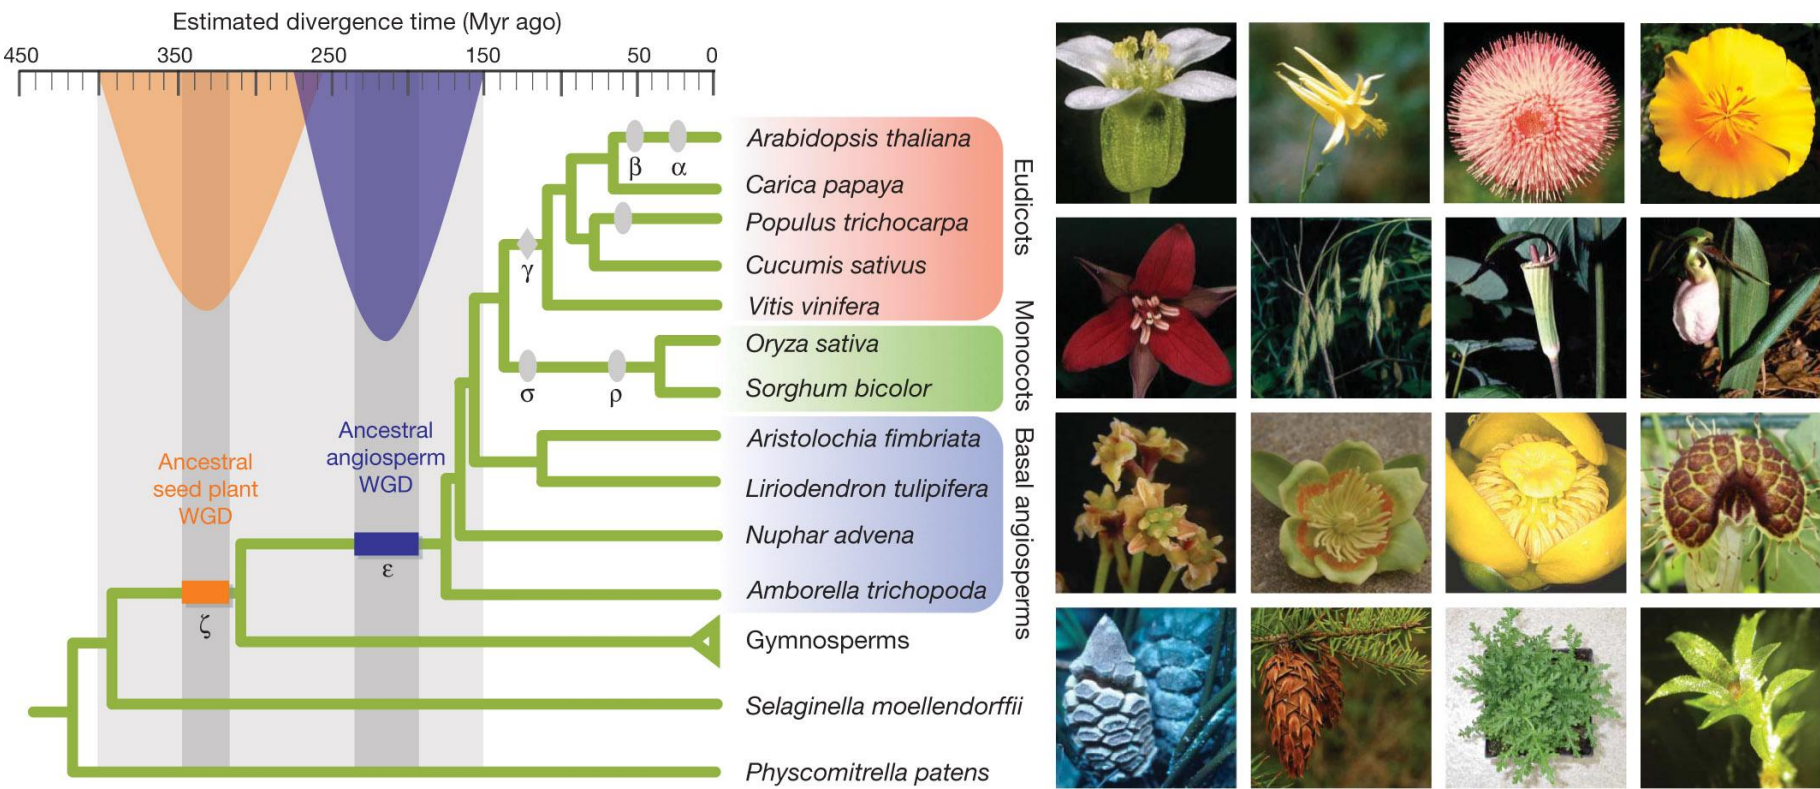 Estimated divergence time (Myr ago)
450 350 250 150 50 0
Arabidopsis thaliana
β α
Carica papaya
Populus trichocarpa
Cucumis sativus
γ
Vitis vinifera
Eudicots
Oryza sativa
Sorghum bicolor
σ ρ
Monocots
Aristolochia fimbriata
Liriodendron tulipifera
Nuphar advena
Amborella trichopoda
Basal angiosperms
Ancestral
angiosperm
WGD
ε
Ancestral
seed plant
WGD
ζ
Gymnosperms
Selaginella moellendorffii
Physcomitrella patens